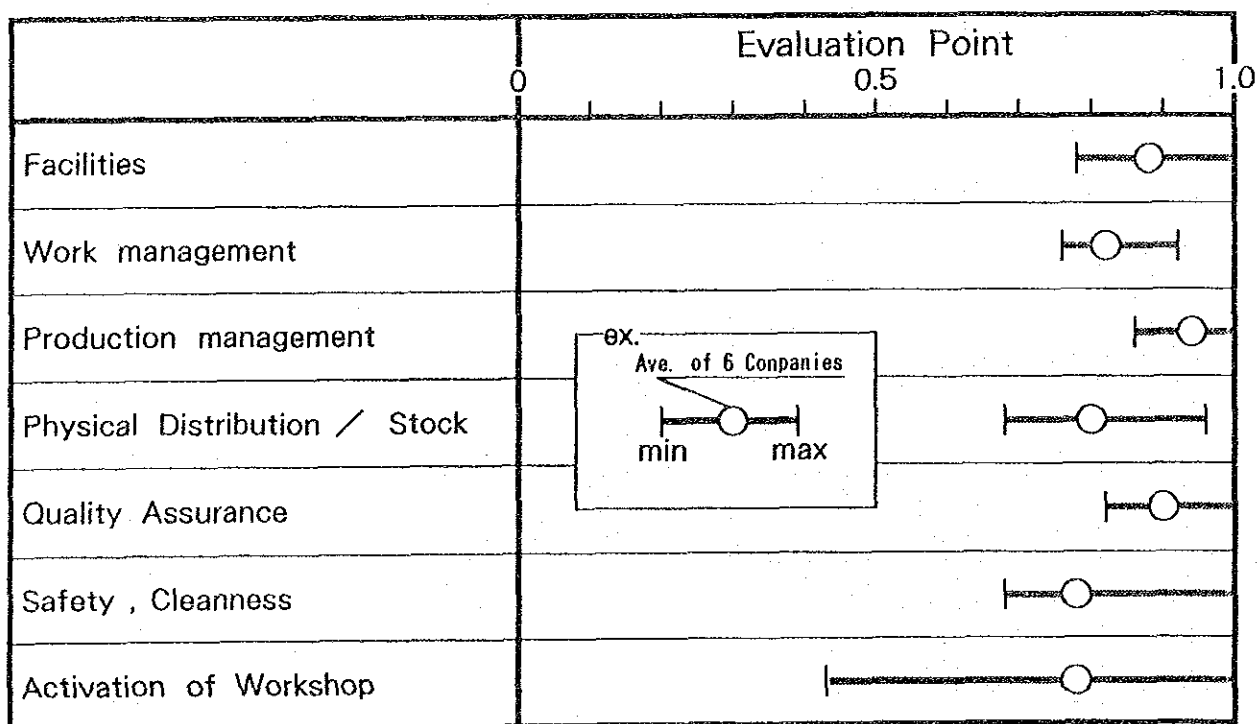 Evaluation Point
0 0.5 1.0
Facilities
Work management
Production management
ex.
Ave. of 6 Conpanies
min max
Physical Distribution / Stock
Quality Assurance
Safety , Cleanness
Activation of Workshop